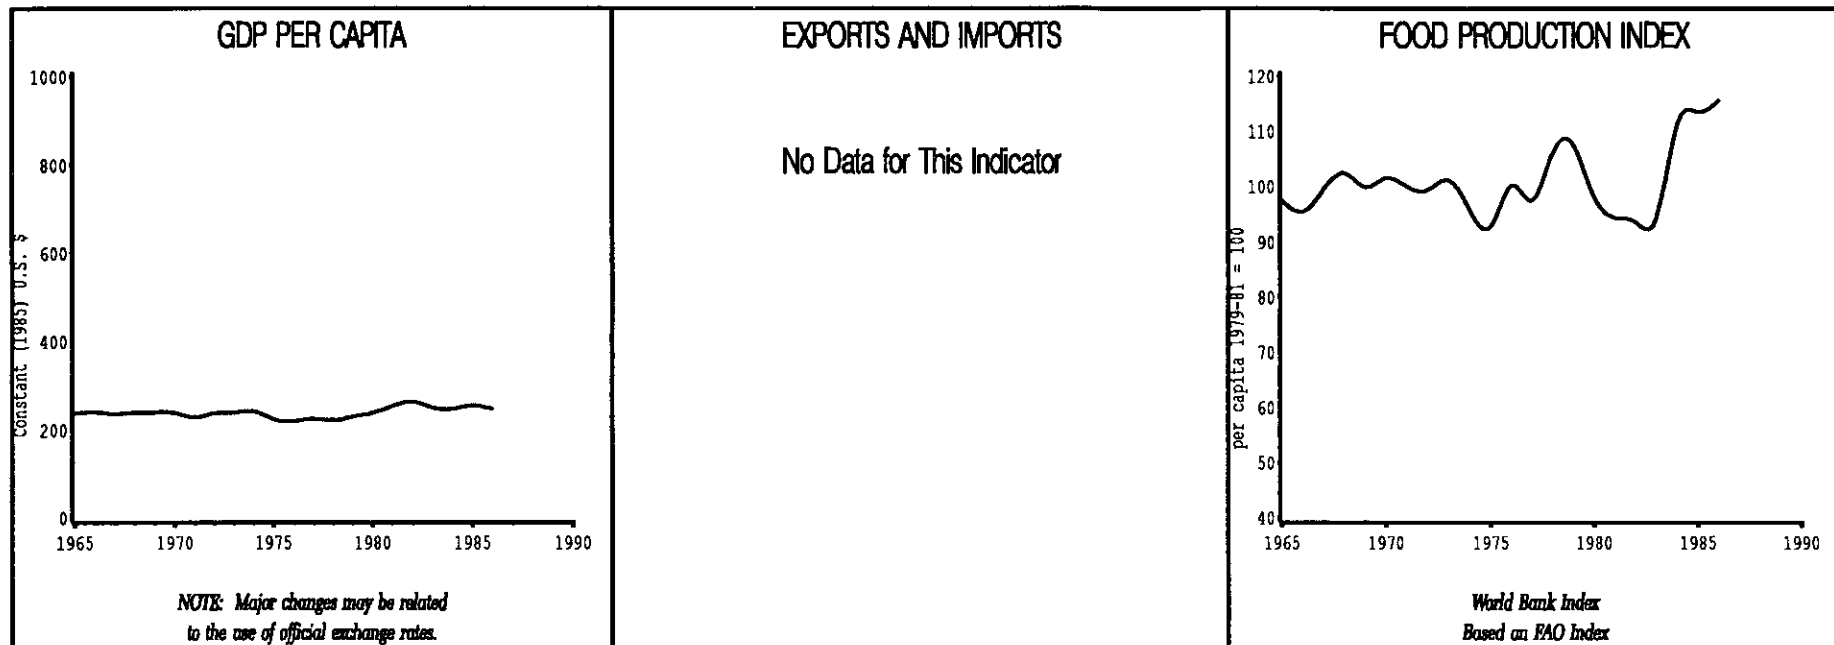 GDP PER CAPITA
1000
800
600
400
200
0
Constant (1985) U.S. $
1965 1970 1975 1980 1985 1990
NOTE: Major changes may be related
to the use of official exchange rates.
EXPORTS AND IMPORTS
No Data for This Indicator
FOOD PRODUCTION INDEX
120
110
100
90
80
70
60
50
40
per capita 1979-81 = 100
1965 1970 1975 1980 1985 1990
World Bank Index
Based on FAO Index